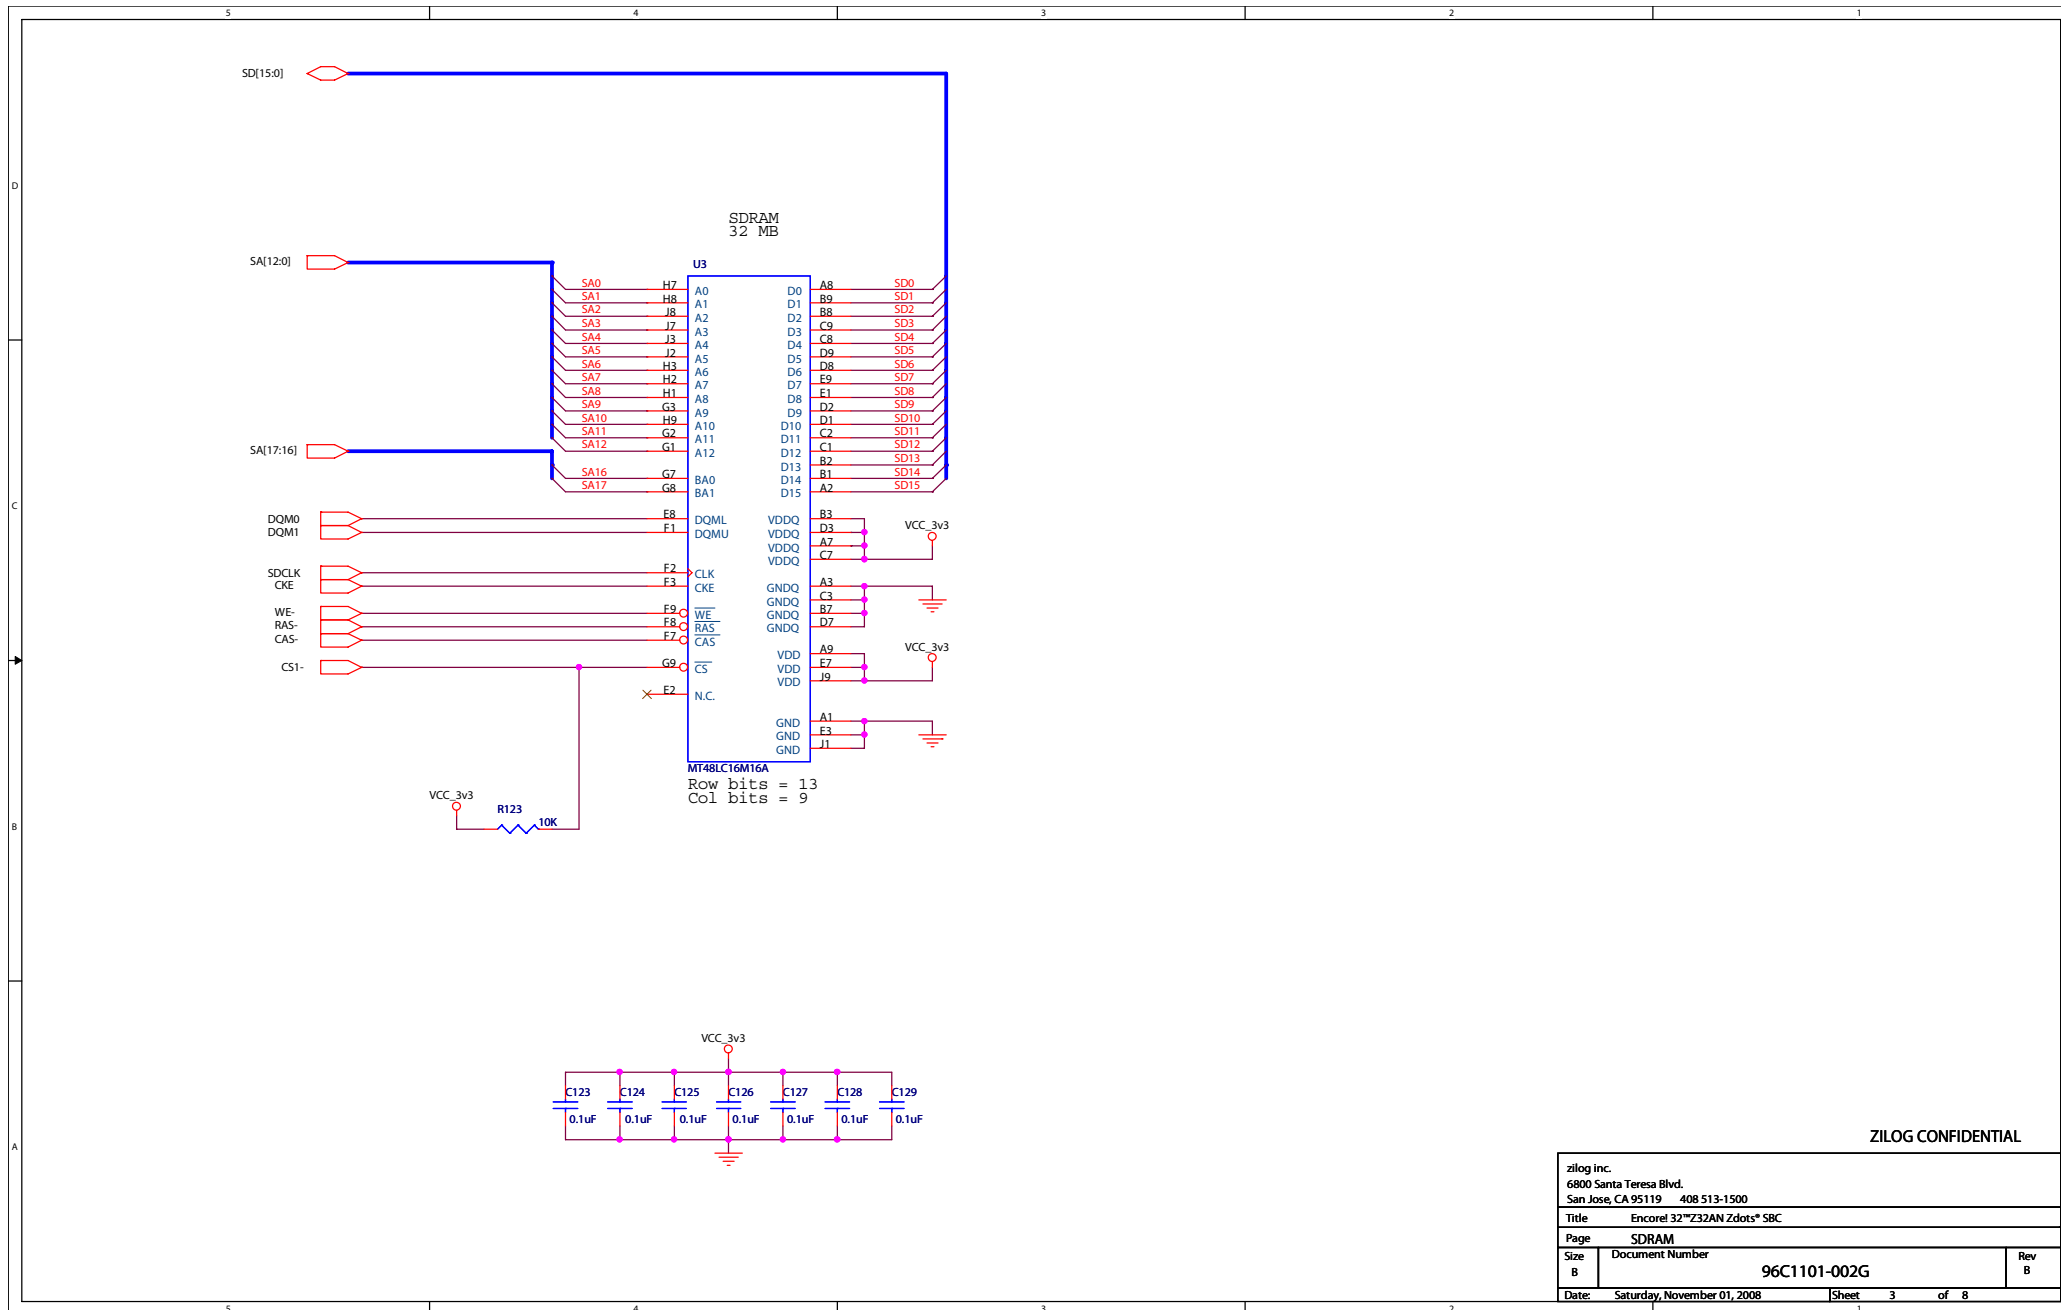 5 4 3 2 1
SD[15:0]
D
SDRAM
32 MB
SA[12:0]
U3
SA0 H7 A0 D0 A8 SD0
SA1 H8 A1 D1 B9 SD1
SA2 J8 A2 D2 B8 SD2
SA3 J7 A3 D3 C9 SD3
SA4 J3 A4 D4 C8 SD4
SA5 J2 A5 D5 D9 SD5
SA6 H3 A6 D6 D8 SD6
SA7 H2 A7 D7 E9 SD7
SA8 H1 A8 D8 E1 SD8
SA9 G3 A9 D9 D2 SD9
SA10 H9 A10 D10 D1 SD10
SA11 G2 A11 D11 C2 SD11
SA12 G1 A12 D12 C1 SD12
SA[17:16]
D13 B2 SD13
SA16 G7 BA0 D14 B1 SD14
SA17 G8 BA1 D15 A2 SD15
C
DQM0 E8 DQML VDDQ B3
VCC_3v3
DQM1 F1 DQMU VDDQ D3
VDDQ A7
VDDQ C7
SDCLK F2 CLK
CKE F3 CKE GNDQ A3
GNDQ C3
WE- F9 WE GNDQ B7
RAS- F8 RAS GNDQ D7
CAS- F7 CAS
VCC_3v3
VDD A9
CS1- G9 CS VDD E7
VDD J9
E2 N.C.
GND A1
GND E3
GND J1
MT48LC16M16A
Row bits = 13
Col bits = 9
VCC_3v3
R123
10K
B
VCC_3v3
C123 C124 C125 C126 C127 C128 C129
0.1uF 0.1uF 0.1uF 0.1uF 0.1uF 0.1uF 0.1uF
A
ZILOG CONFIDENTIAL
zilog inc.
6800 Santa Teresa Blvd.
San Jose, CA 95119 408 513-1500
Title Encore! 32™Z32AN Zdots® SBC
Page SDRAM
Size Document Number Rev
B 96C1101-002G B
Date: Saturday, November 01, 2008 Sheet 3 of 8
5 4 3 2 1